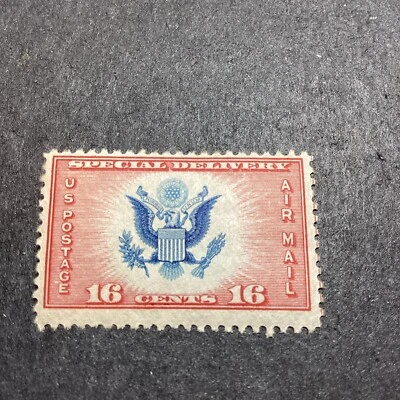 SPECIAL DELIVERY
US POSTAGE
AIR MAIL
16 CENTS 16